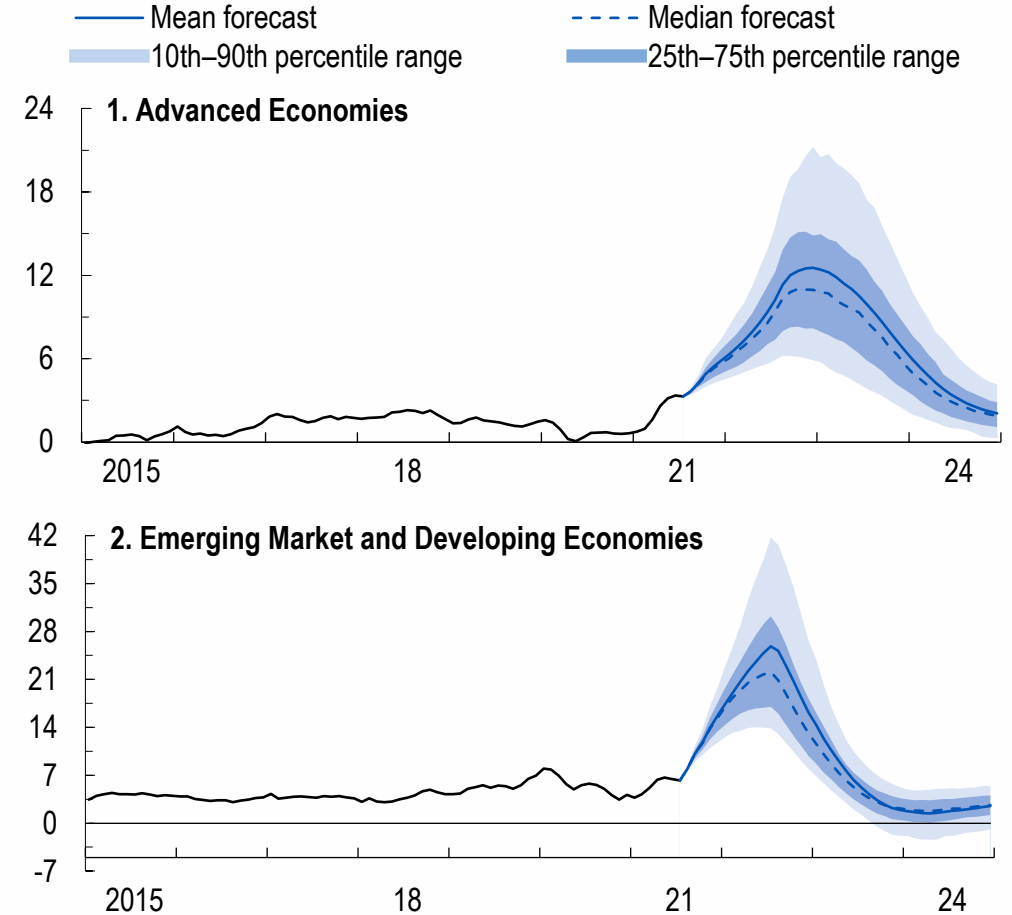 Mean forecast
Median forecast
10th–90th percentile range
25th–75th percentile range
1. Advanced Economies
24
18
12
6
0
2015 18 21 24
2. Emerging Market and Developing Economies
42
35
28
21
14
7
0
-7
2015 18 21 24